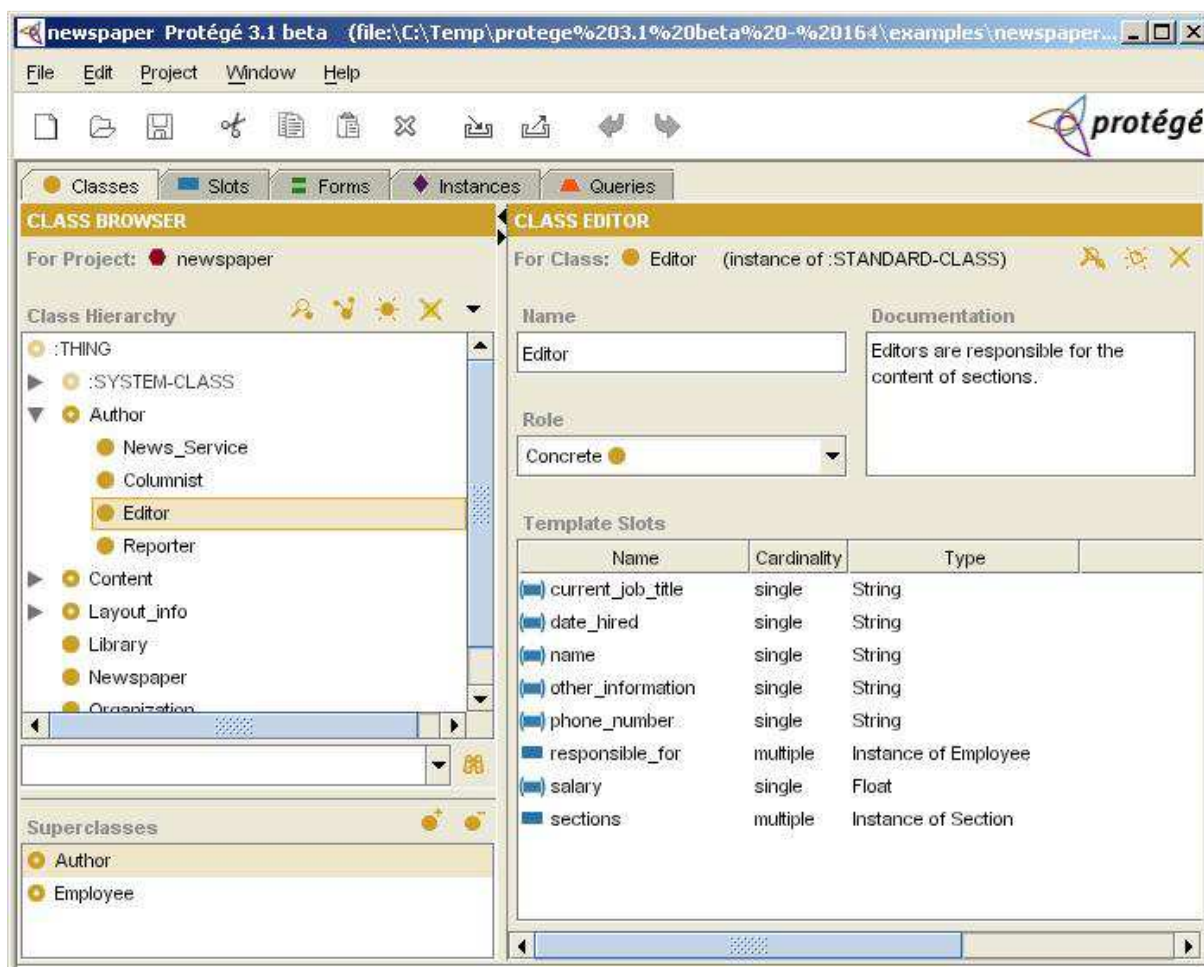 newspaper Protégé 3.1 beta (file:\C:\Temp\protege%203.1%20beta%20-%20164\examples\newspaper...
File Edit Project Window Help
protégé
Classes Slots Forms Instances Queries
CLASS BROWSER
For Project: newspaper
Class Hierarchy
:THING
:SYSTEM-CLASS
Author
News_Service
Columnist
Editor
Reporter
Content
Layout_info
Library
Newspaper
Organization
Superclasses
Author
Employee
CLASS EDITOR
For Class: Editor (instance of :STANDARD-CLASS)
Name
Editor
Role
Concrete
Documentation
Editors are responsible for the
content of sections.
Template Slots
Name Cardinality Type
current_job_title single String
date_hired single String
name single String
other_information single String
phone_number single String
responsible_for multiple Instance of Employee
salary single Float
sections multiple Instance of Section